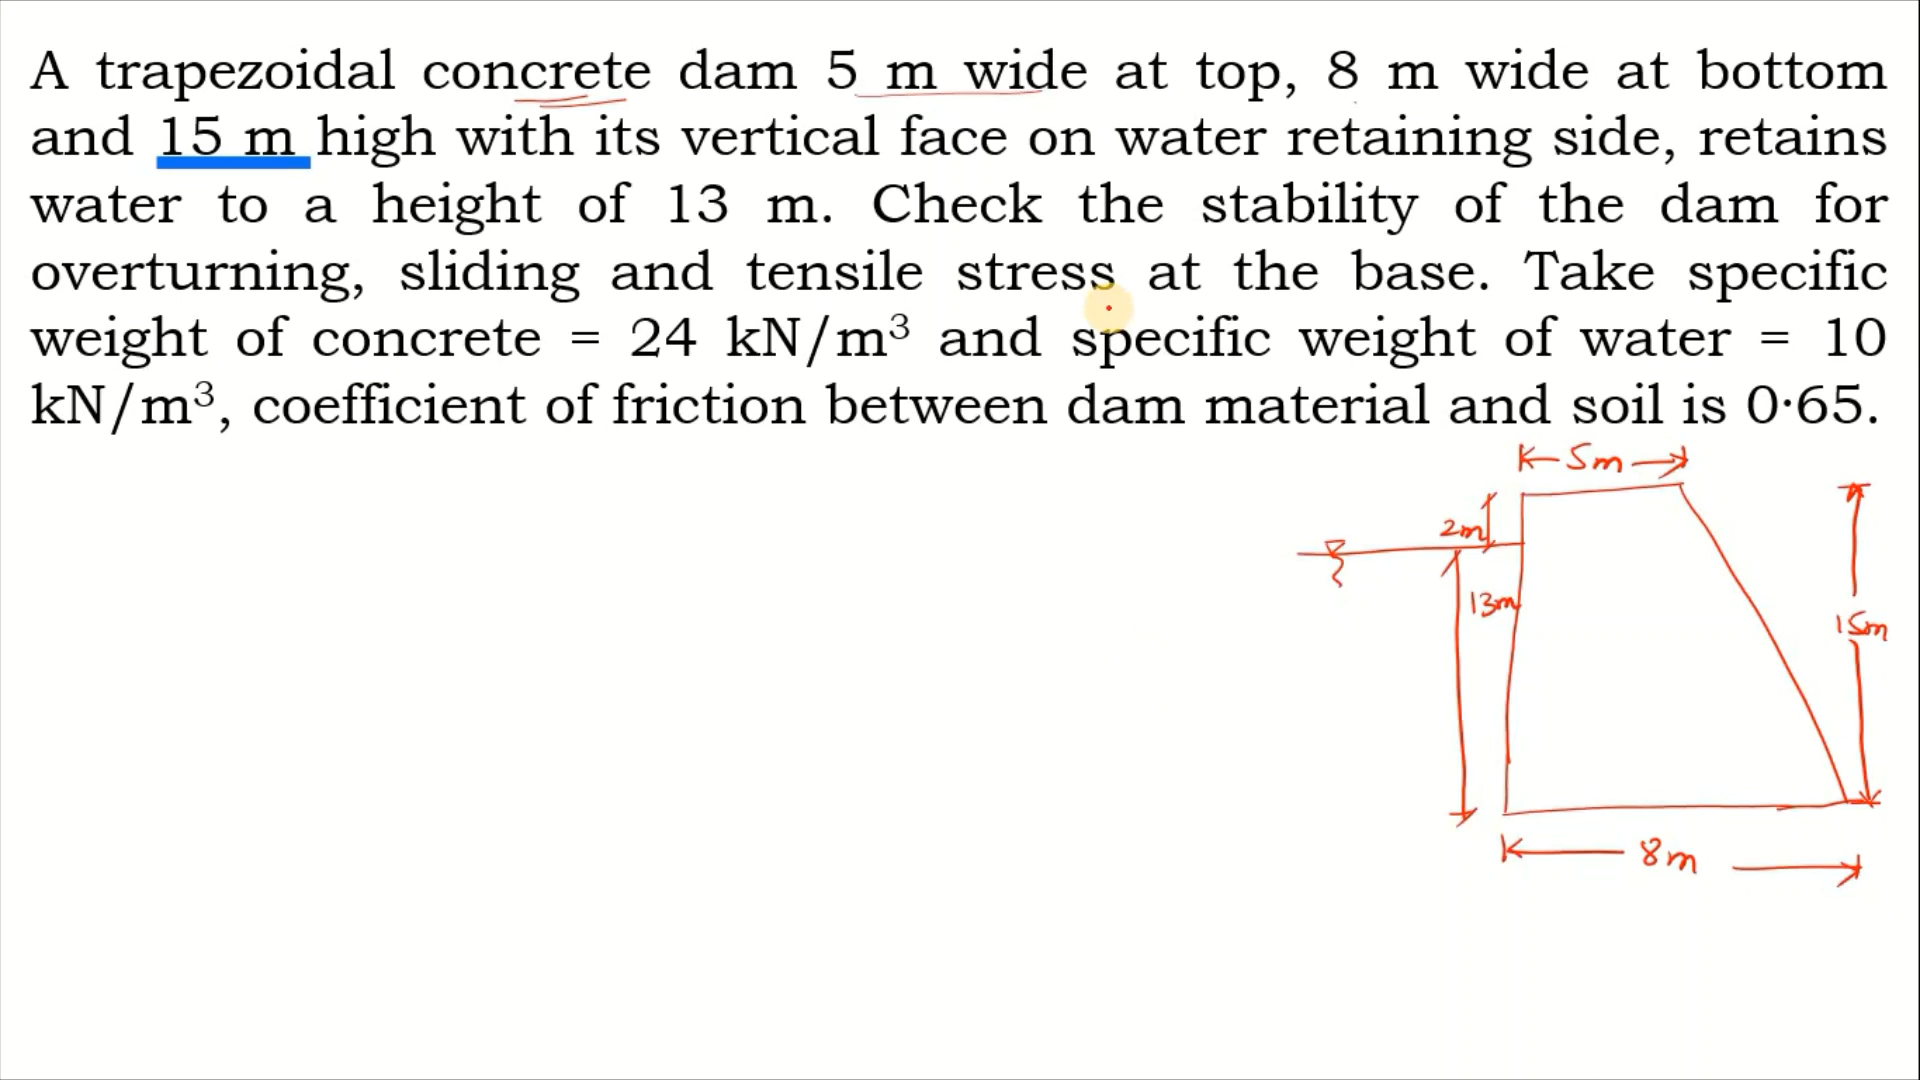 A trapezoidal concrete dam 5 m wide at top, 8 m wide at bottom
and 15 m high with its vertical face on water retaining side, retains
water to a height of 13 m. Check the stability of the dam for
overturning, sliding and tensile stress at the base. Take specific
weight of concrete = 24 kN/m³ and specific weight of water = 10
kN/m³, coefficient of friction between dam material and soil is 0·65.
5m
2m
13m
15m
8m